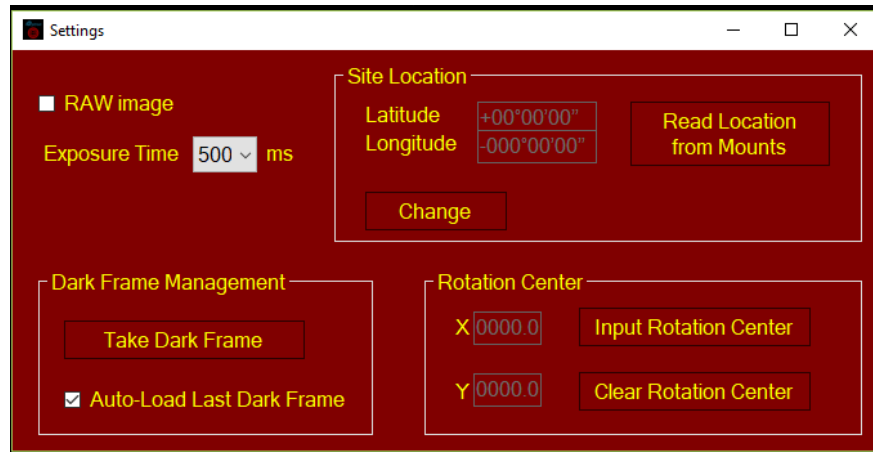 Settings
RAW image
Exposure Time 500 ms
Site Location
Latitude +00°00'00"
Longitude -000°00'00"
Read Location
from Mounts
Change
Dark Frame Management
Take Dark Frame
Auto-Load Last Dark Frame
Rotation Center
X 0000.0 Input Rotation Center
Y 0000.0 Clear Rotation Center